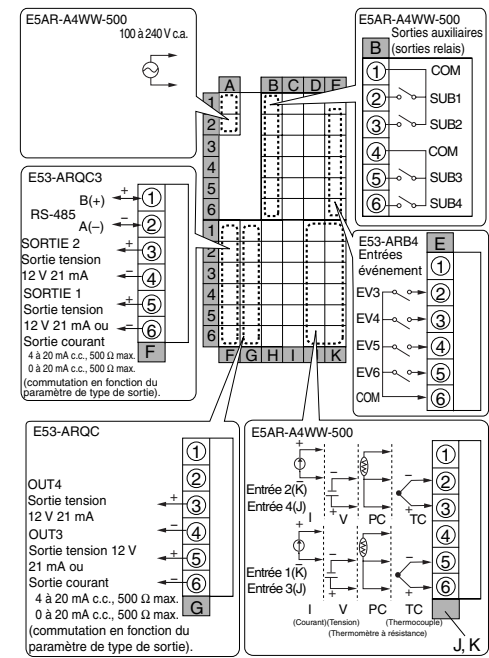 E5AR-A4WW-500
100 à 240 V c.a.
E5AR-A4WW-500
Sorties auxiliaires
(sorties relais)
B
1 COM
2 SUB1
3 SUB2
4 COM
5 SUB3
6 SUB4
A B C D E
1
2
3
4
5
6
1
2
3
4
5
6
F G H I J K
E53-ARQC3
B(+) + 1
RS-485
A(–) – 2
SORTIE 2 + 3
Sortie tension
12 V 21 mA – 4
SORTIE 1
Sortie tension + 5
12 V 21 mA ou – 6
Sortie courant
4 à 20 mA c.c., 500 Ω max.
0 à 20 mA c.c., 500 Ω max.
(commutation en fonction du
paramètre de type de sortie).
F
E53-ARB4
Entrées
événement
E
1
EV3 2
EV4 3
EV5 4
EV6 5
COM 6
E53-ARQC
1
2
OUT4
Sortie tension + 3
12 V 21 mA
– 4
OUT3
Sortie tension 12 V + 5
21 mA ou
Sortie courant – 6
4 à 20 mA c.c., 500 Ω max.
0 à 20 mA c.c., 500 Ω max.
(commutation en fonction du
paramètre de type de sortie).
G
E5AR-A4WW-500
1
2
3
4
5
6
+ – –
Entrée 2(K)
Entrée 4(J)
+ +
I V PC TC
+ – –
Entrée 1(K)
Entrée 3(J)
+ +
I V PC TC
(Courant) (Tension) (Thermocouple)
(Thermomètre à résistance)
J, K